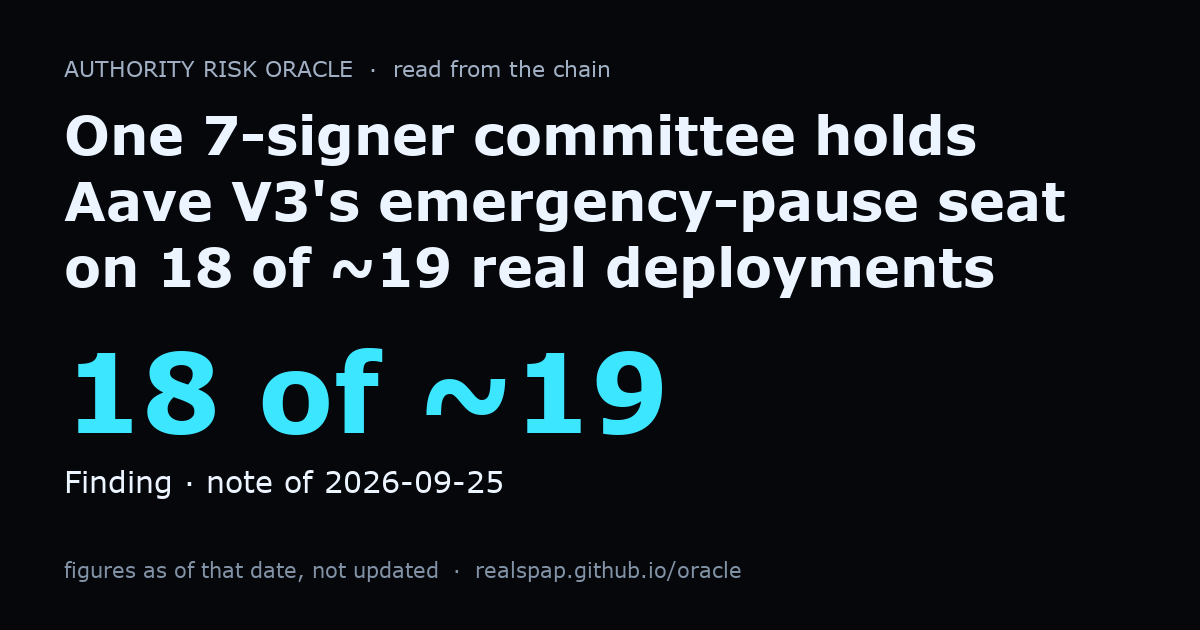 AUTHORITY RISK ORACLE · read from the chain
One 7-signer committee holds
Aave V3's emergency-pause seat
on 18 of ~19 real deployments
18 of ~19
Finding · note of 2026-09-25
figures as of that date, not updated · realspap.github.io/oracle